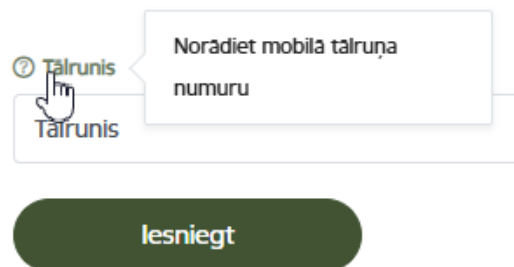 Tālrunis
Norādiet mobilā tālruņa
numuru
Tālrunis
Iesniegt